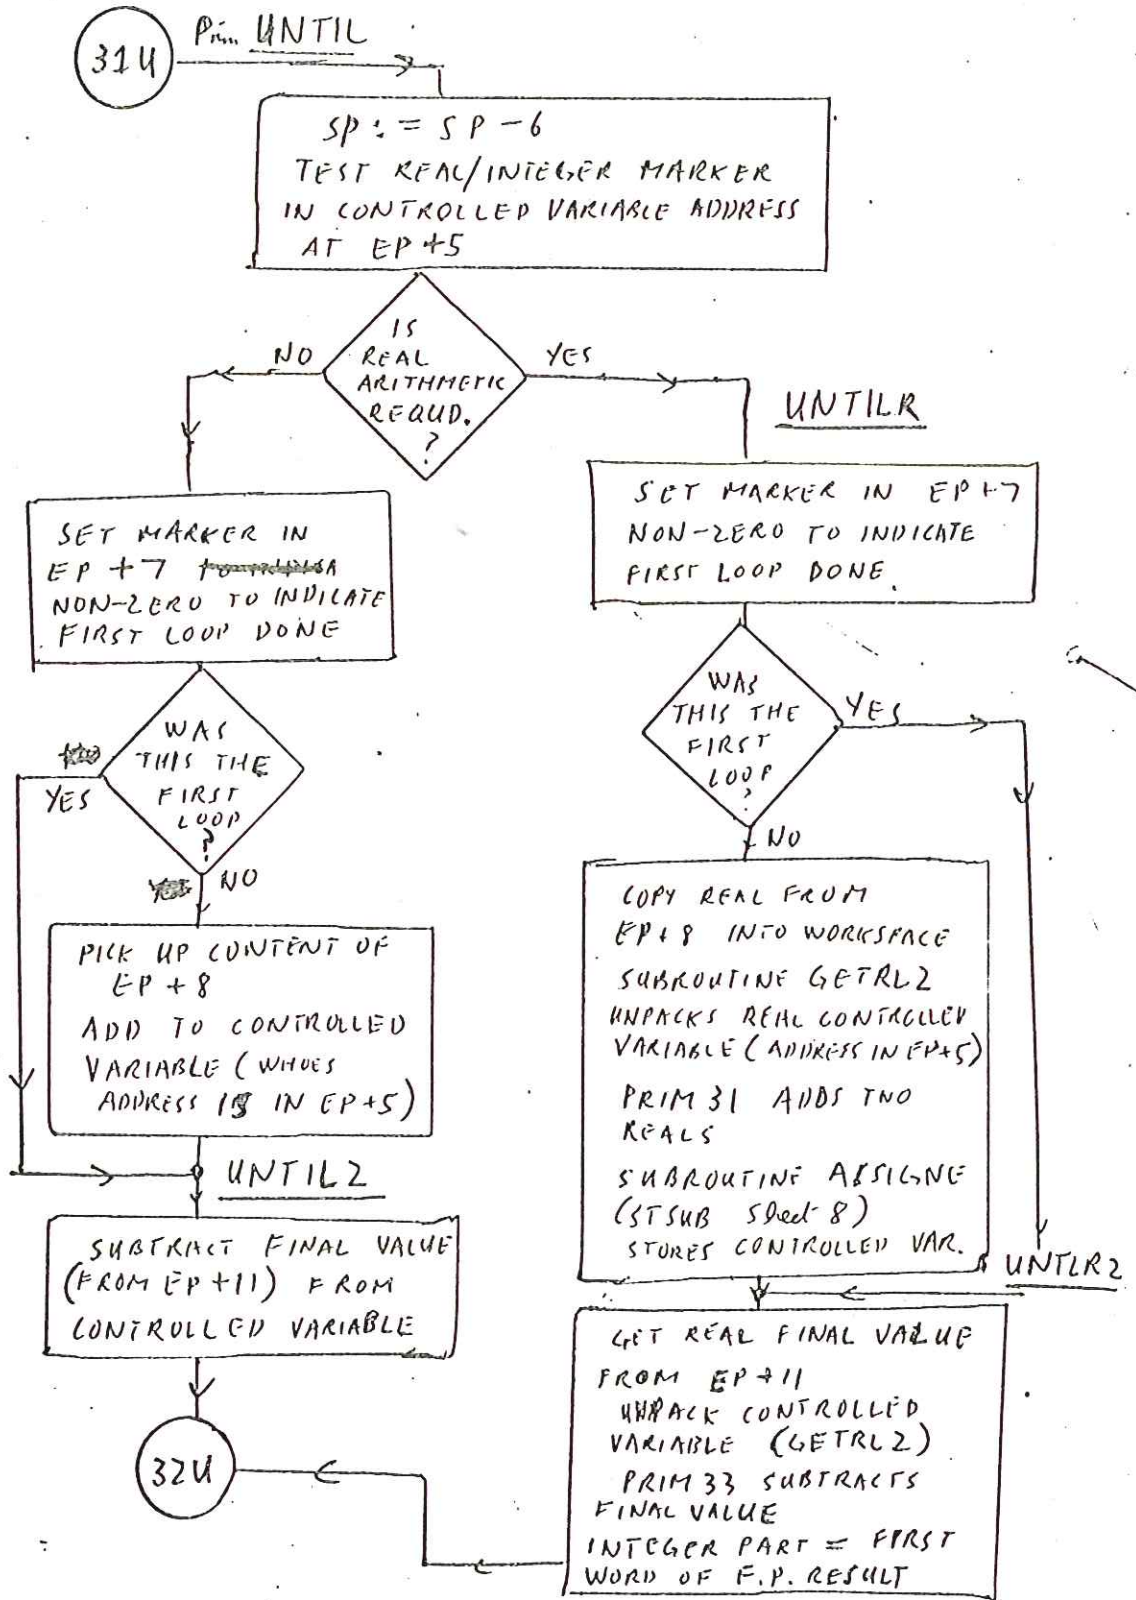 31U
Prim UNTIL
SP := SP -6
TEST REAL/INTEGER MARKER
IN CONTROLLED VARIABLE ADDRESS
AT EP +5
IS
REAL
ARITHMETIC
REQUD.
?
NO
YES
UNTILR
SET MARKER IN
EP +7
NON-ZERO TO INDICATE
FIRST LOOP DONE
SET MARKER IN EP +7
NON-ZERO TO INDICATE
FIRST LOOP DONE.
WAS
THIS THE
FIRST
LOOP
?
YES
NO
WAS
THIS THE
FIRST
LOOP
?
YES
NO
PICK UP CONTENT OF
EP + 8
ADD TO CONTROLLED
VARIABLE (WHOES
ADDRESS IS IN EP+5)
COPY REAL FROM
EP+8 INTO WORKSPACE
SUBROUTINE GETRL2
UNPACKS REAL CONTROLLED
VARIABLE (ADDRESS IN EP+5)
PRIM 31 ADDS TWO
REALS
SUBROUTINE ASSIGNE
(STSUB Sheet 8)
STORES CONTROLLED VAR.
UNTIL2
UNTLR2
SUBTRACT FINAL VALUE
(FROM EP +11) FROM
CONTROLLED VARIABLE
GET REAL FINAL VALUE
FROM EP +11
UNPACK CONTROLLED
VARIABLE (GETRL2)
PRIM 33 SUBTRACTS
FINAL VALUE
INTEGER PART = FIRST
WORD OF F.P. RESULT
32U